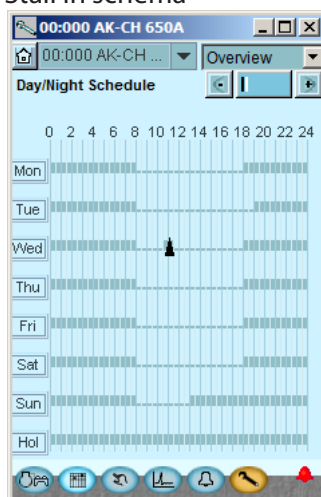 Ställ in schema
00:000 AK-CH 650A
00:000 AK-CH ... Overview
Day/Night Schedule
0 2 4 6 8 10 12 14 16 18 20 22 24
Mon
Tue
Wed
Thu
Fri
Sat
Sun
Hol